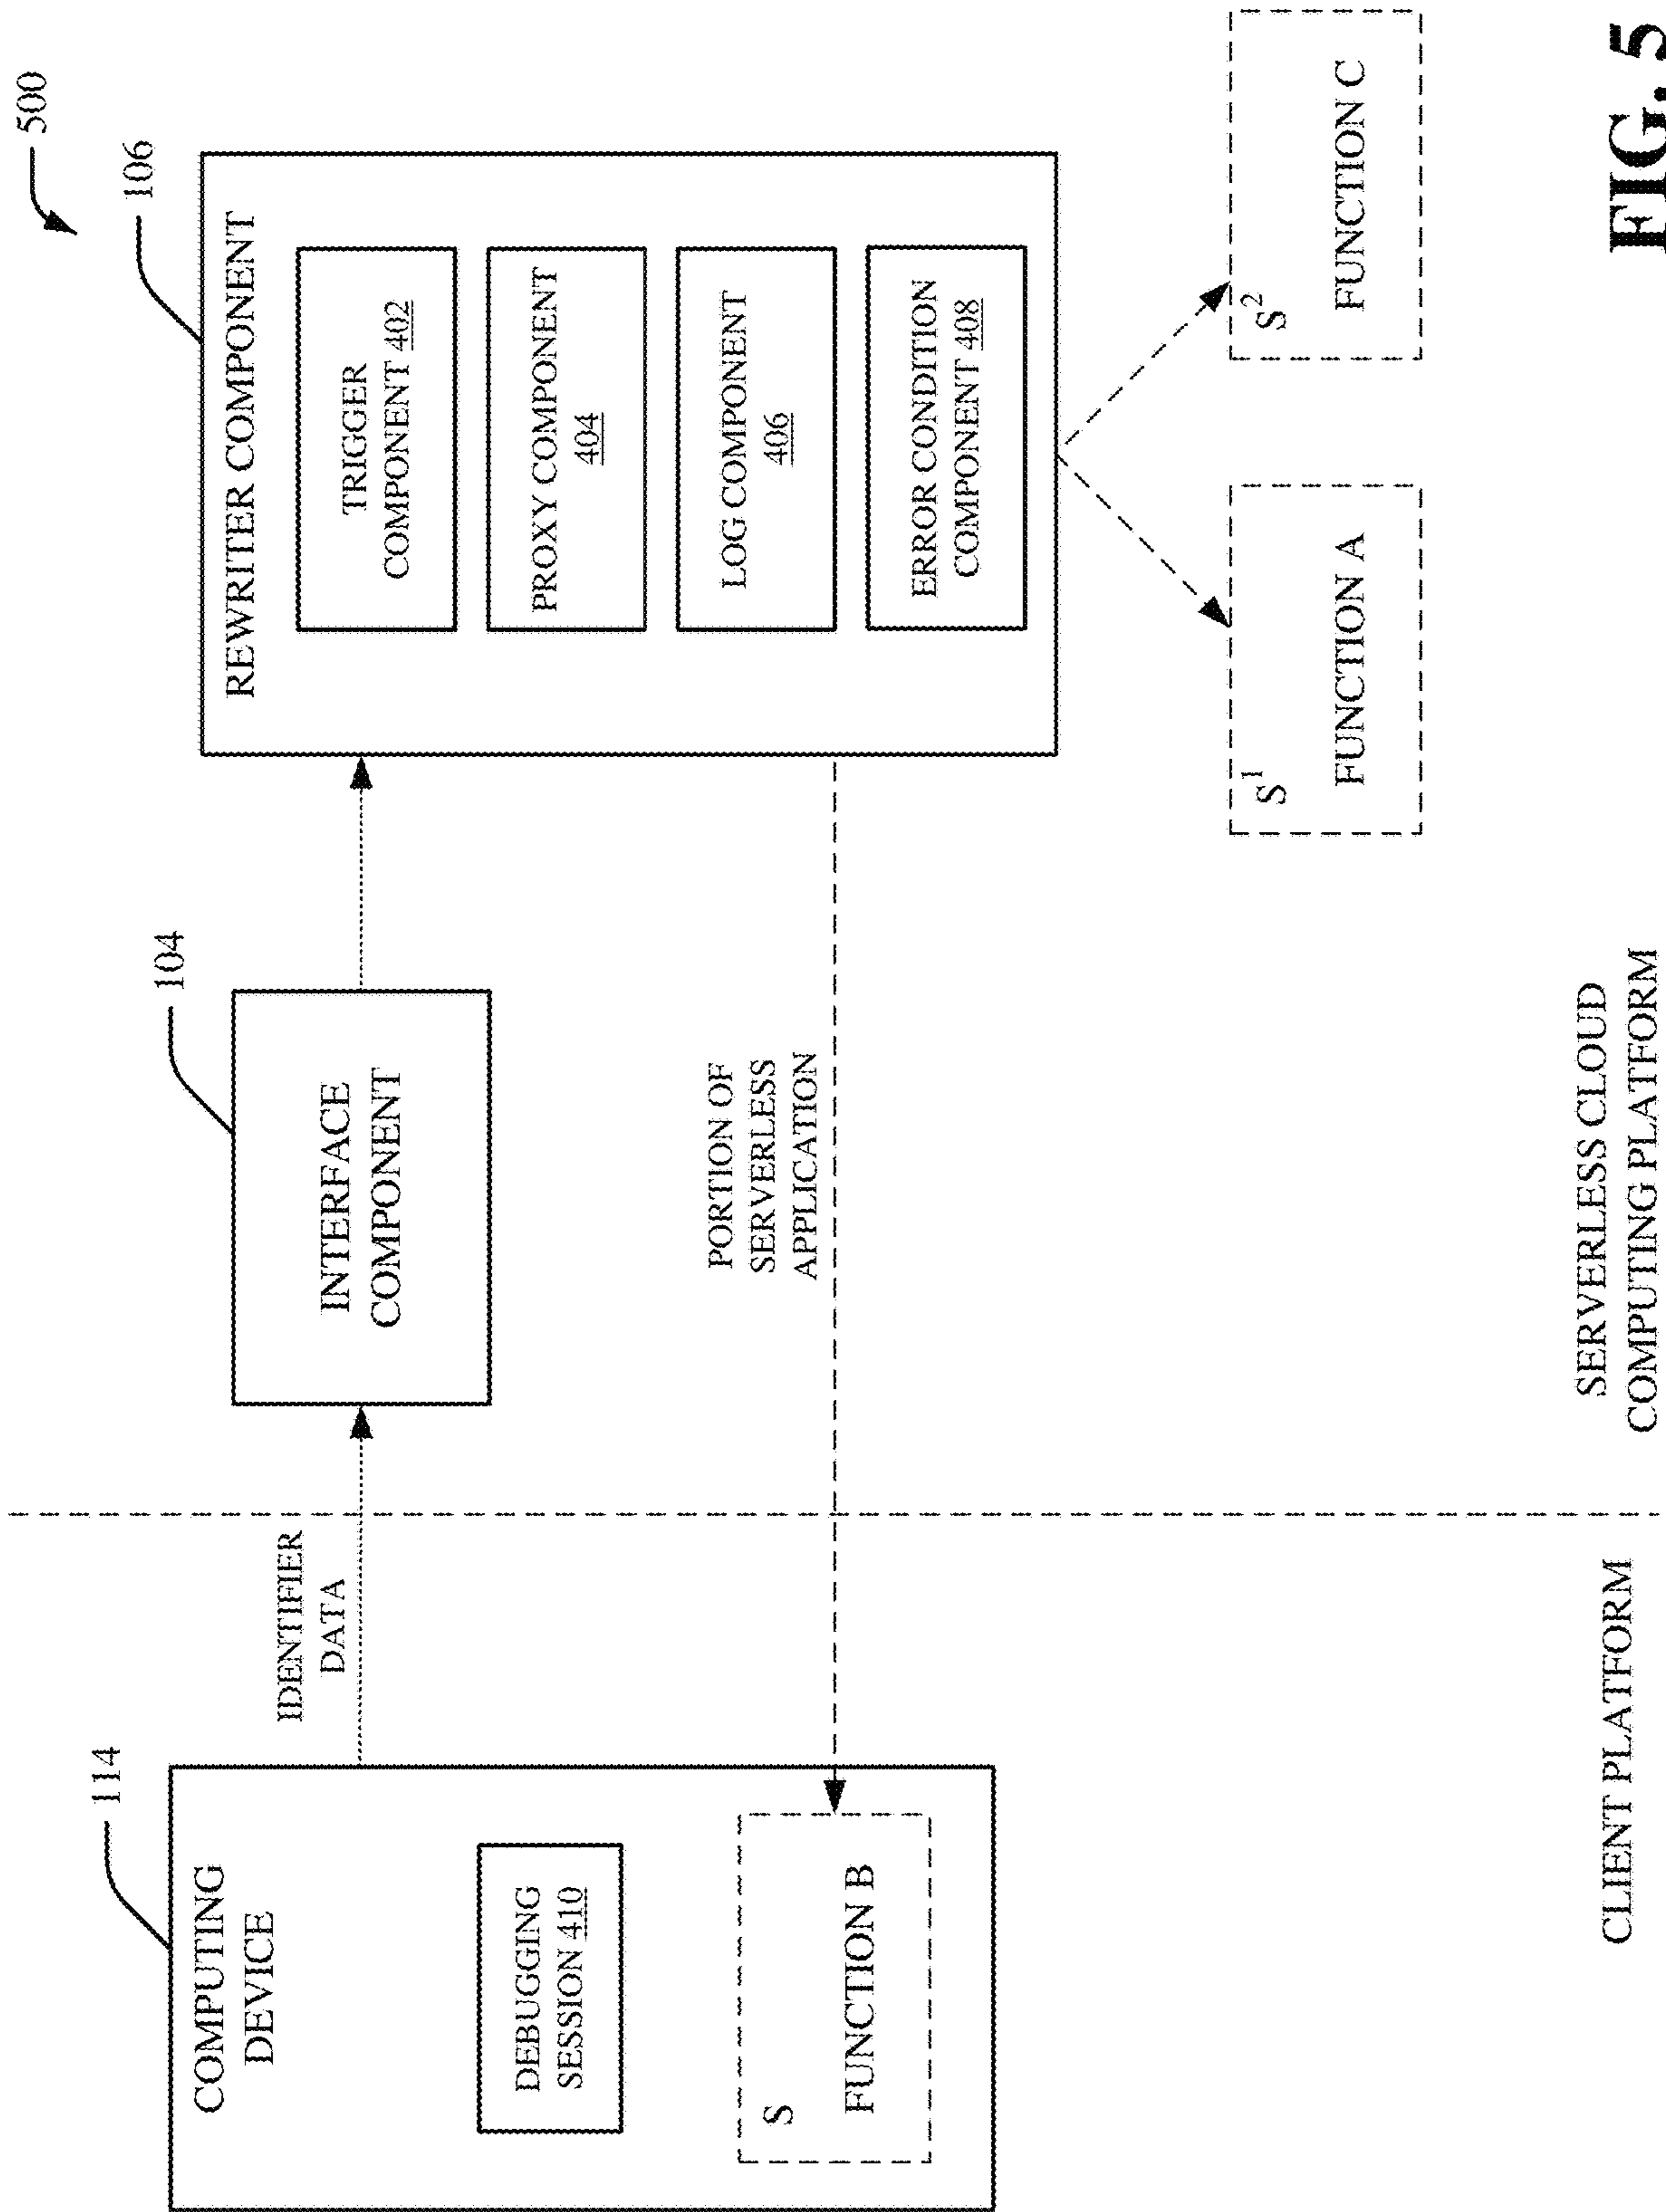 500
114
COMPUTING
DEVICE
DEBUGGING
SESSION 410
S
FUNCTION B
IDENTIFIER
DATA
104
INTERFACE
COMPONENT
PORTION OF
SERVERLESS
APPLICATION
106
REWRITER COMPONENT
TRIGGER
COMPONENT 402
PROXY COMPONENT
404
LOG COMPONENT
406
ERROR CONDITION
COMPONENT 408
S¹
FUNCTION A
S²
FUNCTION C
CLIENT PLATFORM
SERVERLESS CLOUD
COMPUTING PLATFORM
FIG. 5